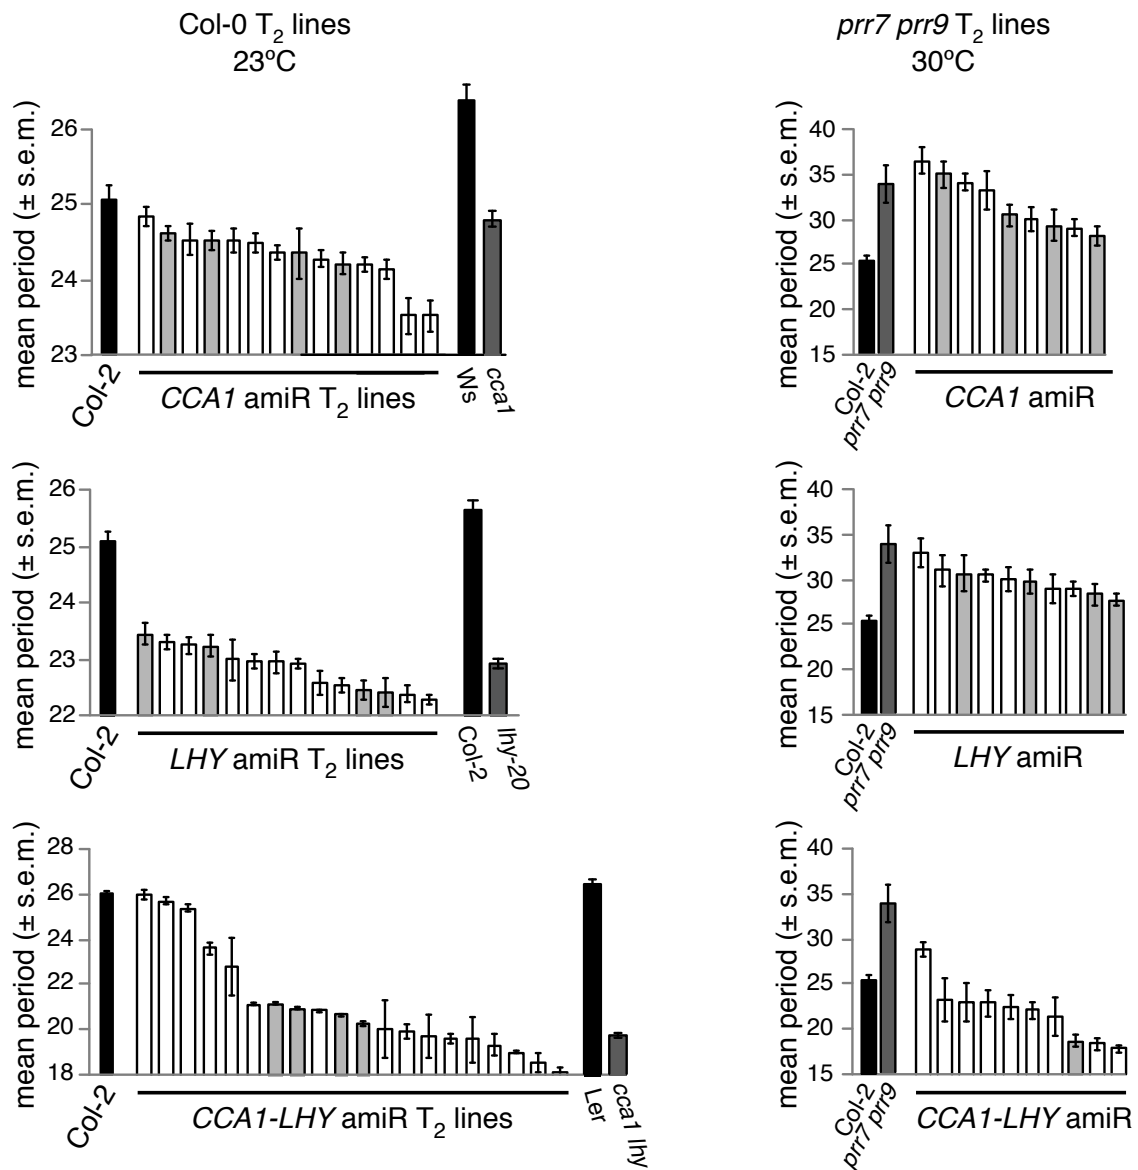 Col-0 T2 lines
23ºC
mean period (± s.e.m.)
26
25
24
23
Col-2
CCA1 amiR T2 lines
Ws
cca1
prr7 prr9 T2 lines
30ºC
mean period (± s.e.m.)
40
35
30
25
20
15
Col-2
prr7 prr9
CCA1 amiR
mean period (± s.e.m.)
26
25
24
23
22
Col-2
LHY amiR T2 lines
Col-2
lhy-20
mean period (± s.e.m.)
40
35
30
25
20
15
Col-2
prr7 prr9
LHY amiR
mean period (± s.e.m.)
28
26
24
22
20
18
Col-2
CCA1-LHY amiR T2 lines
Ler
cca1 lhy
mean period (± s.e.m.)
40
35
30
25
20
15
Col-2
prr7 prr9
CCA1-LHY amiR